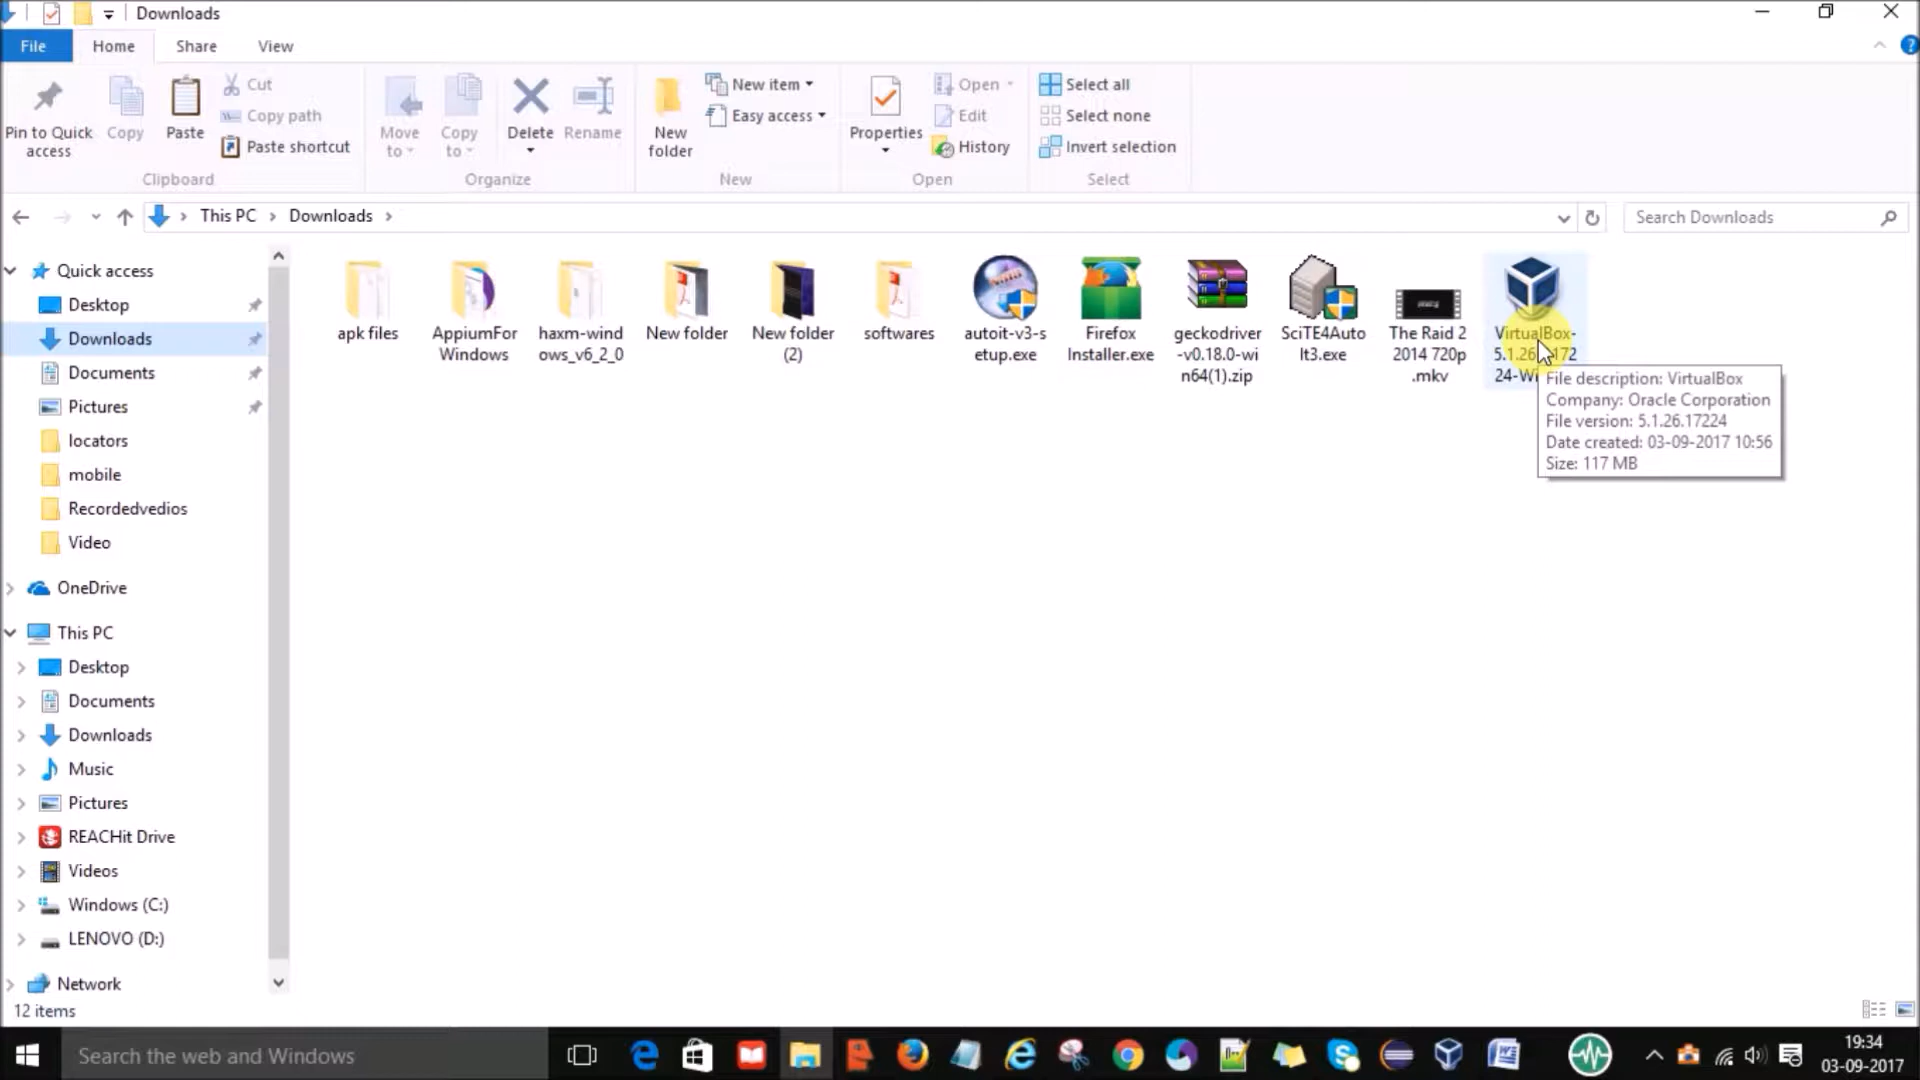 Downloads
File
Home
Share
View
Pin to Quick
access
Copy
Paste
Cut
Copy path
Paste shortcut
Clipboard
Move
to
Copy
to
Delete
Rename
Organize
New
folder
New item
Easy access
New
Properties
Open
Edit
History
Open
Select all
Select none
Invert selection
Select
This PC
Downloads
Search Downloads
Quick access
Desktop
Downloads
Documents
Pictures
locators
mobile
Recordedvedios
Video
OneDrive
This PC
Desktop
Documents
Downloads
Music
Pictures
REACHit Drive
Videos
Windows (C:)
LENOVO (D:)
Network
12 items
apk files
AppiumFor
Windows
haxm-wind
ows_v6_2_0
New folder
New folder
(2)
softwares
autoit-v3-s
etup.exe
Firefox
Installer.exe
geckodriver
-v0.18.0-wi
n64(1).zip
SciTE4Auto
It3.exe
The Raid 2
2014 720p
.mkv
VirtualBox-
File description: VirtualBox
Company: Oracle Corporation
File version: 5.1.26.17224
Date created: 03-09-2017 10:56
Size: 117 MB
Search the web and Windows
19:34
03-09-2017